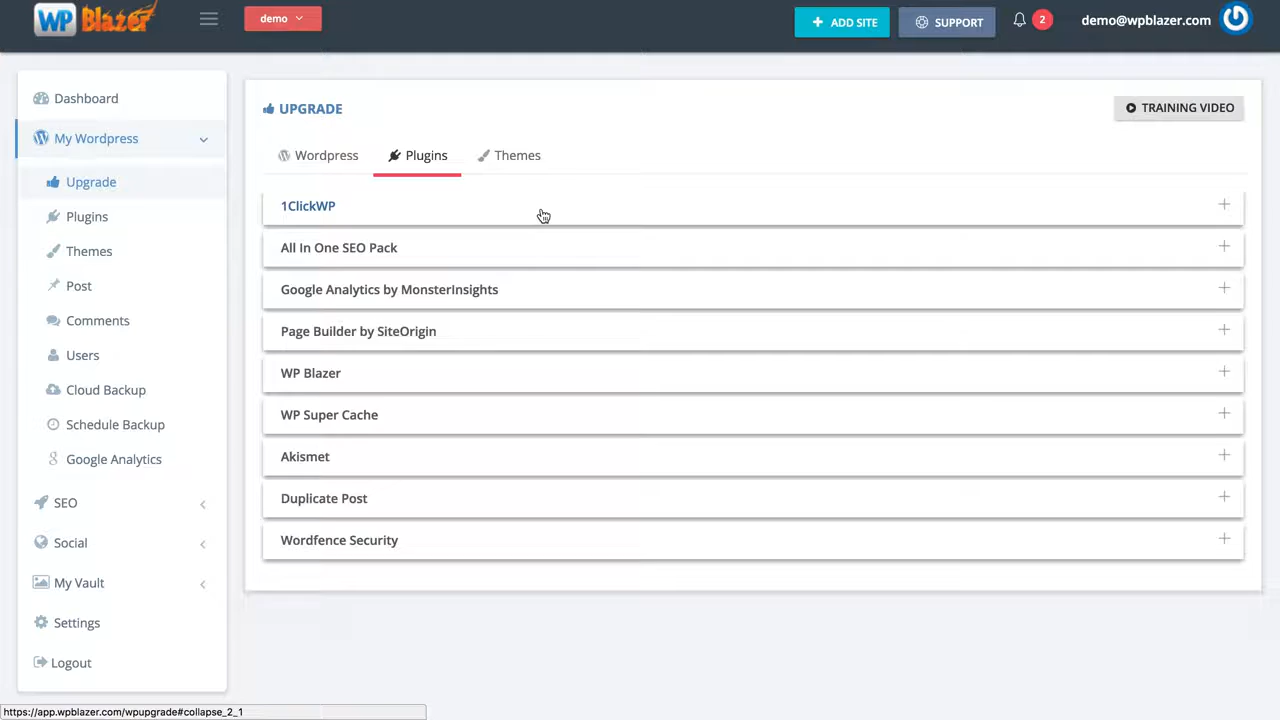 WP Blazer
demo
+ ADD SITE
SUPPORT
2
demo@wpblazer.com
Dashboard
My Wordpress
Upgrade
Plugins
Themes
Post
Comments
Users
Cloud Backup
Schedule Backup
Google Analytics
SEO
Social
My Vault
Settings
Logout
UPGRADE
TRAINING VIDEO
Wordpress
Plugins
Themes
1ClickWP
All In One SEO Pack
Google Analytics by MonsterInsights
Page Builder by SiteOrigin
WP Blazer
WP Super Cache
Akismet
Duplicate Post
Wordfence Security
https://app.wpblazer.com/wpupgrade#collapse_2_1